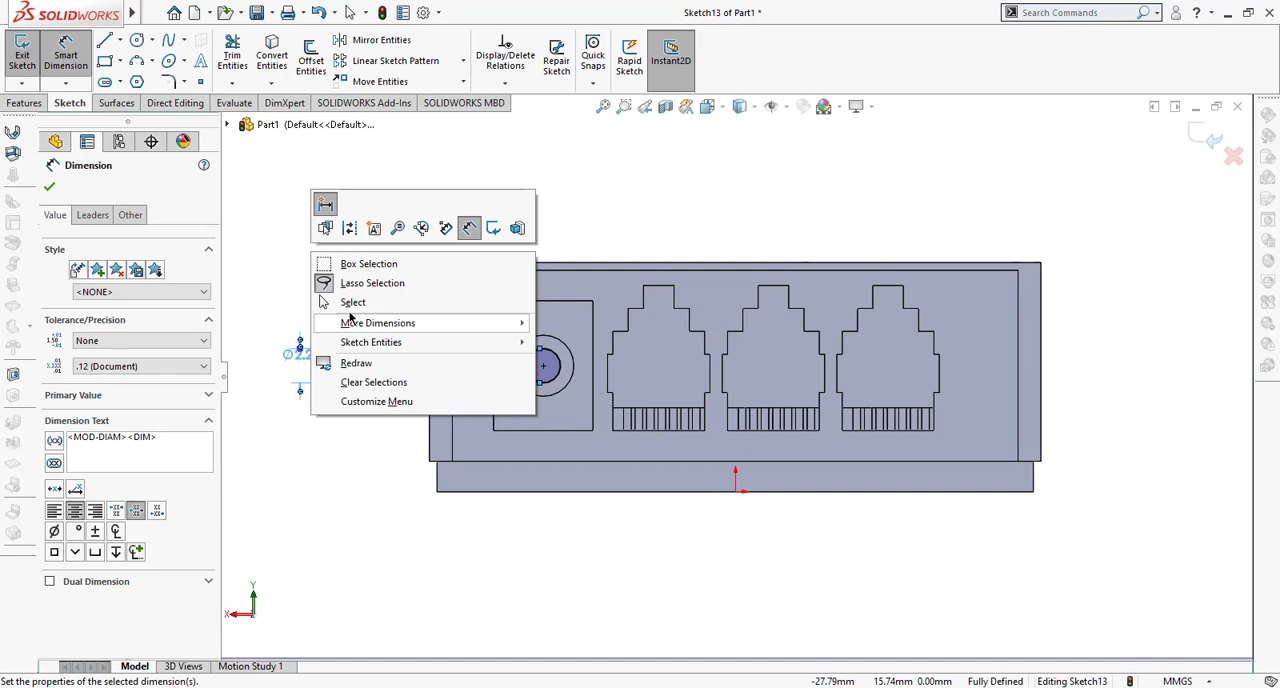 SOLIDWORKS
Sketch13 of Part1 *
Search Commands
Exit Sketch
Smart Dimension
Trim Entities
Convert Entities
Offset Entities
Mirror Entities
Linear Sketch Pattern
Move Entities
Display/Delete Relations
Repair Sketch
Quick Snaps
Rapid Sketch
Instant2D
Features
Sketch
Surfaces
Direct Editing
Evaluate
DimXpert
SOLIDWORKS Add-Ins
SOLIDWORKS MBD
Part1 (Default<<Default>...
Dimension
Value
Leaders
Other
Style
<NONE>
Tolerance/Precision
None
.12 (Document)
Primary Value
Dimension Text
<MOD-DIAM><DIM>
Dual Dimension
Box Selection
Lasso Selection
Select
Move Dimensions
Sketch Entities
Redraw
Clear Selections
Customize Menu
Y
X
Model
3D Views
Motion Study 1
Set the properties of the selected dimension(s).
-27.79mm
15.74mm 0.00mm
Fully Defined
Editing Sketch13
MMGS